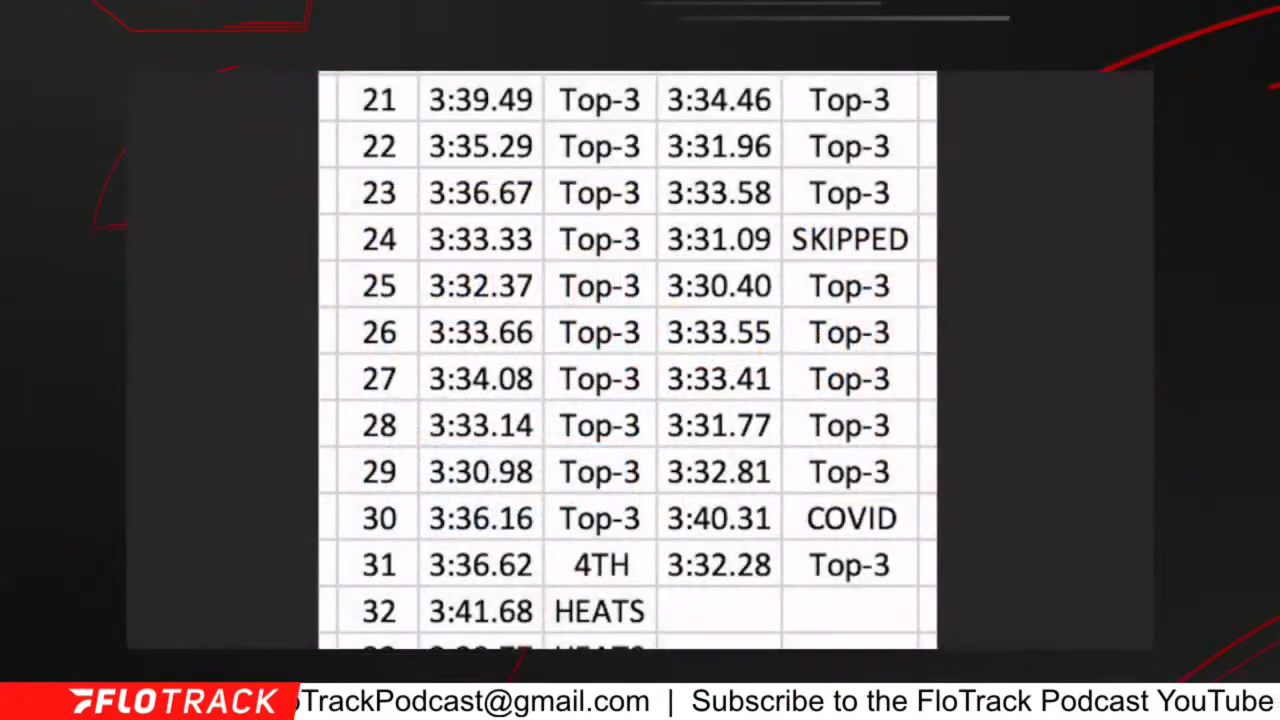 21 3:39.49 Top-3 3:34.46 Top-3
22 3:35.29 Top-3 3:31.96 Top-3
23 3:36.67 Top-3 3:33.58 Top-3
24 3:33.33 Top-3 3:31.09 SKIPPED
25 3:32.37 Top-3 3:30.40 Top-3
26 3:33.66 Top-3 3:33.55 Top-3
27 3:34.08 Top-3 3:33.41 Top-3
28 3:33.14 Top-3 3:31.77 Top-3
29 3:30.98 Top-3 3:32.81 Top-3
30 3:36.16 Top-3 3:40.31 COVID
31 3:36.62 4TH 3:32.28 Top-3
32 3:41.68 HEATS
FLOTRACK oTrackPodcast@gmail.com | Subscribe to the FloTrack Podcast YouTube